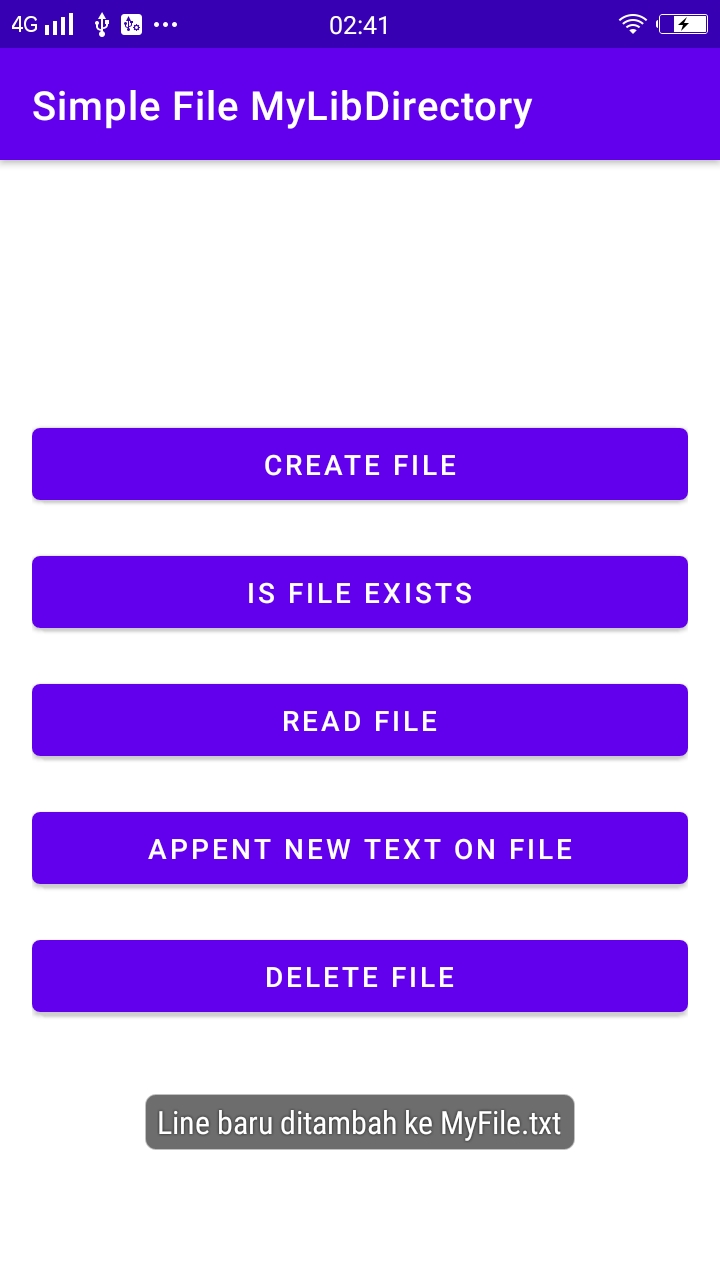 4G 02:41
Simple File MyLibDirectory
CREATE FILE
IS FILE EXISTS
READ FILE
APPENT NEW TEXT ON FILE
DELETE FILE
Line baru ditambah ke MyFile.txt